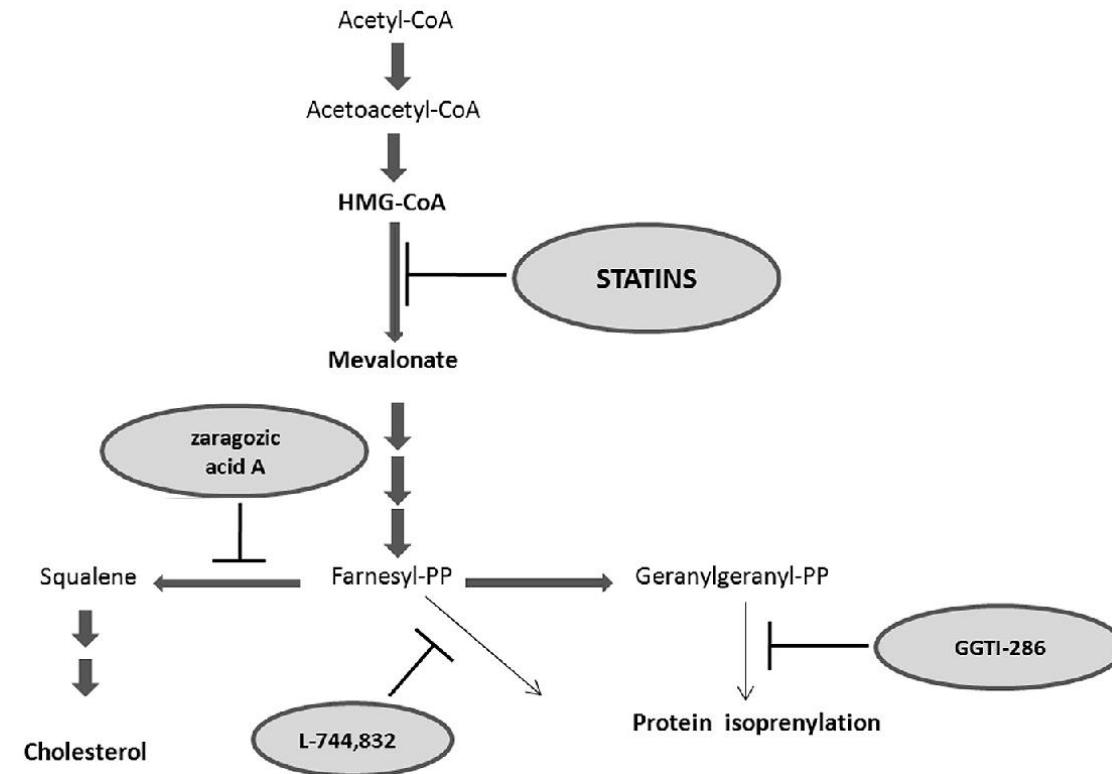 Acetyl-CoA
Acetoacetyl-CoA
HMG-CoA
STATINS
Mevalonate
zaragozic
acid A
Squalene
Farnesyl-PP
Geranylgeranyl-PP
GGTI-286
L-744,832
Protein isoprenylation
Cholesterol